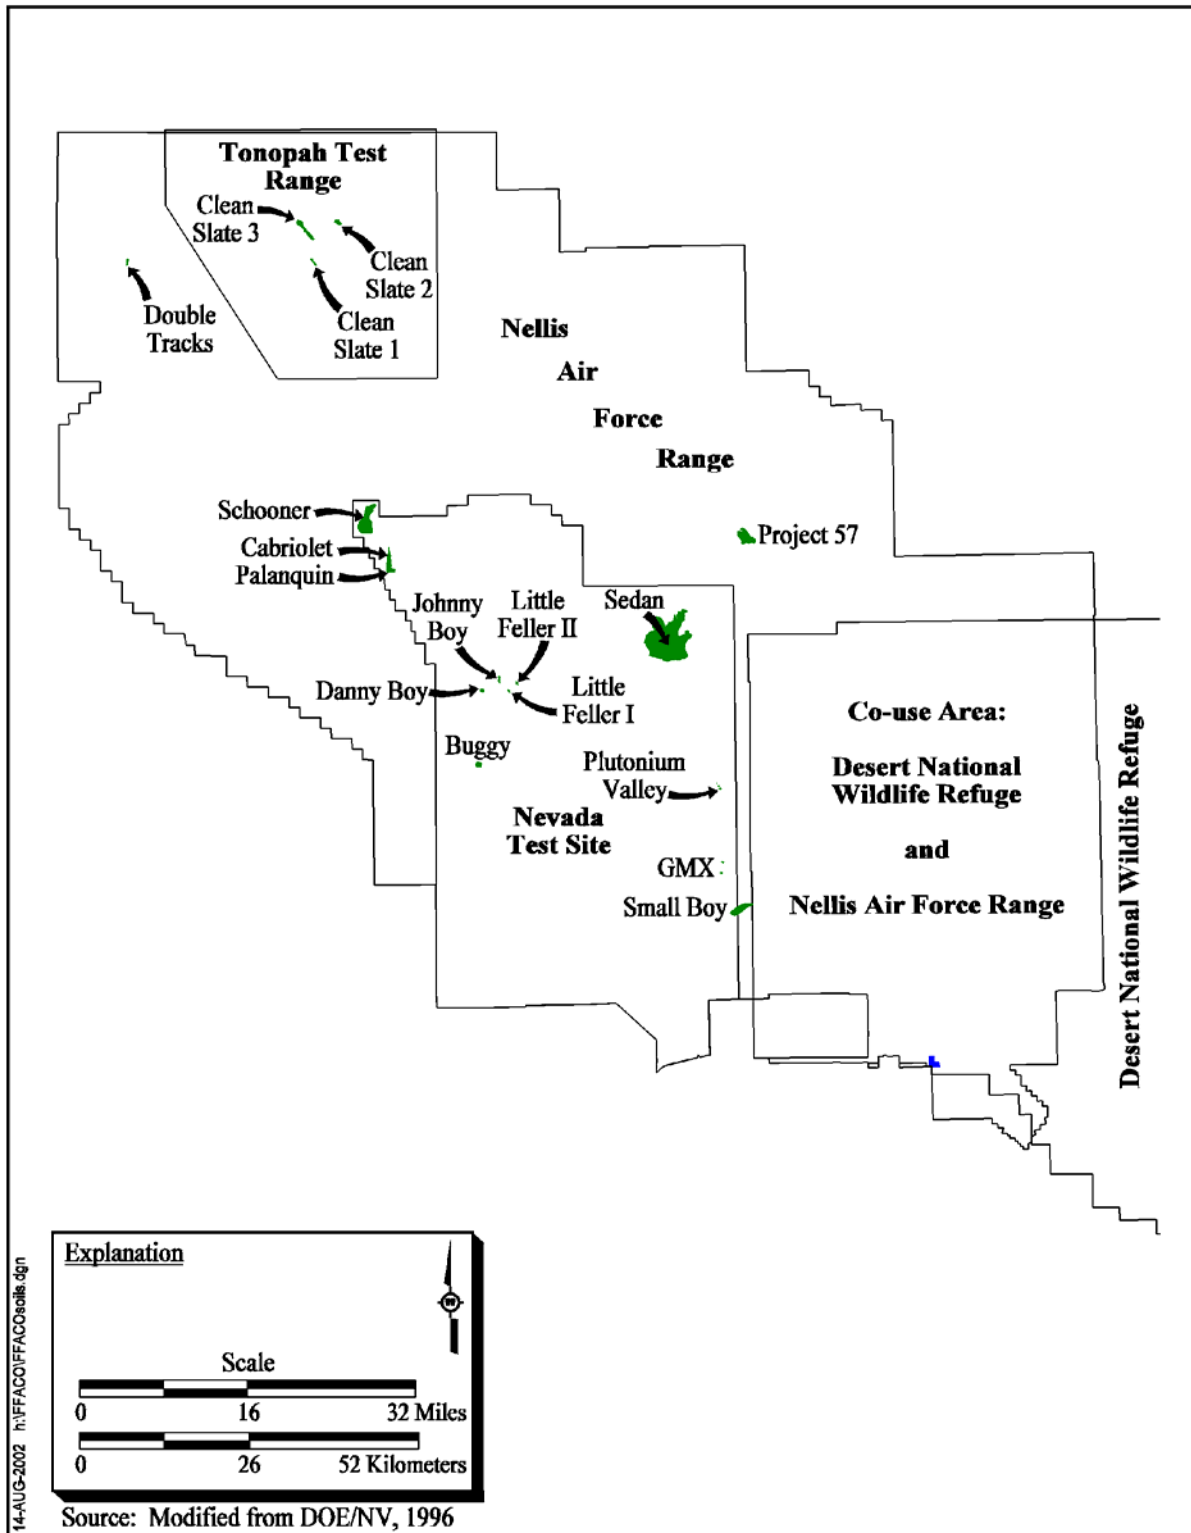 Tonopah Test
Range
Clean
Slate 3
Clean
Slate 2
Clean
Slate 1
Double
Tracks
Nellis
Air
Force
Range
Schooner
Cabriolet
Palanquin
Project 57
Johnny
Boy
Little
Feller II
Sedan
Danny Boy
Little
Feller I
Buggy
Plutonium
Valley
Nevada
Test Site
GMX
Small Boy
Co-use Area:
Desert National
Wildlife Refuge
and
Nellis Air Force Range
Desert National Wildlife Refuge
Explanation
Scale
0 16 32 Miles
0 26 52 Kilometers
Source: Modified from DOE/NV, 1996
14-AUG-2002 h:\FFACO\FFACOsoils.dgn